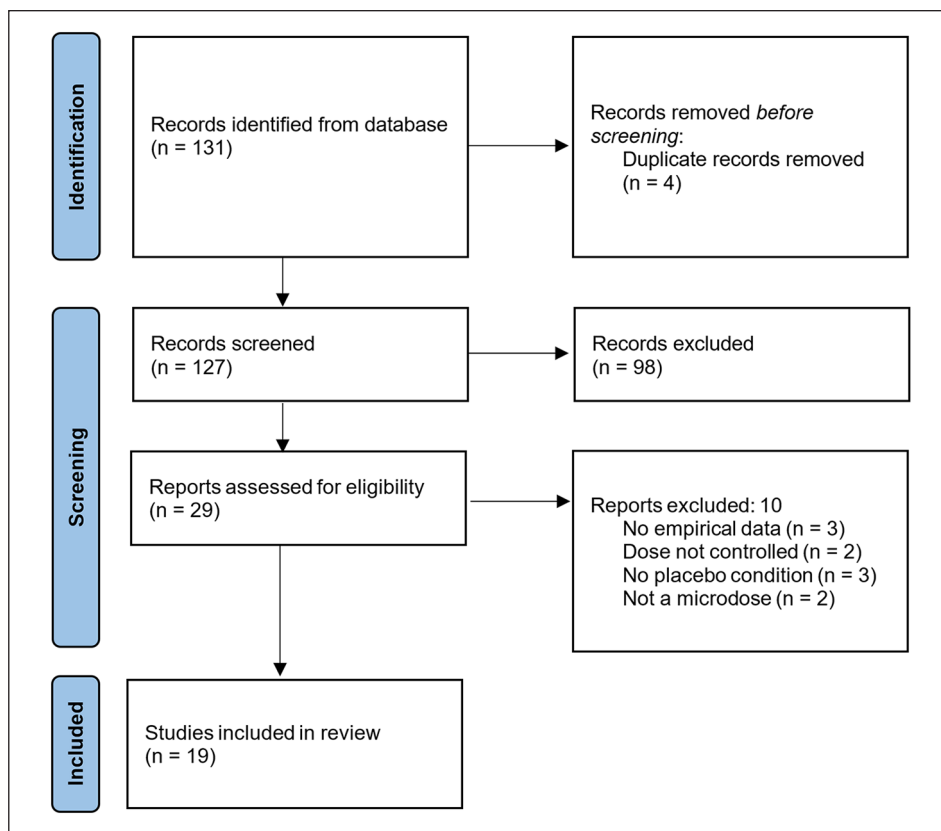 Identification
Records identified from database
(n = 131)
Records removed before
screening:
Duplicate records removed
(n = 4)
Screening
Records screened
(n = 127)
Records excluded
(n = 98)
Reports assessed for eligibility
(n = 29)
Reports excluded: 10
No empirical data (n = 3)
Dose not controlled (n = 2)
No placebo condition (n = 3)
Not a microdose (n = 2)
Included
Studies included in review
(n = 19)